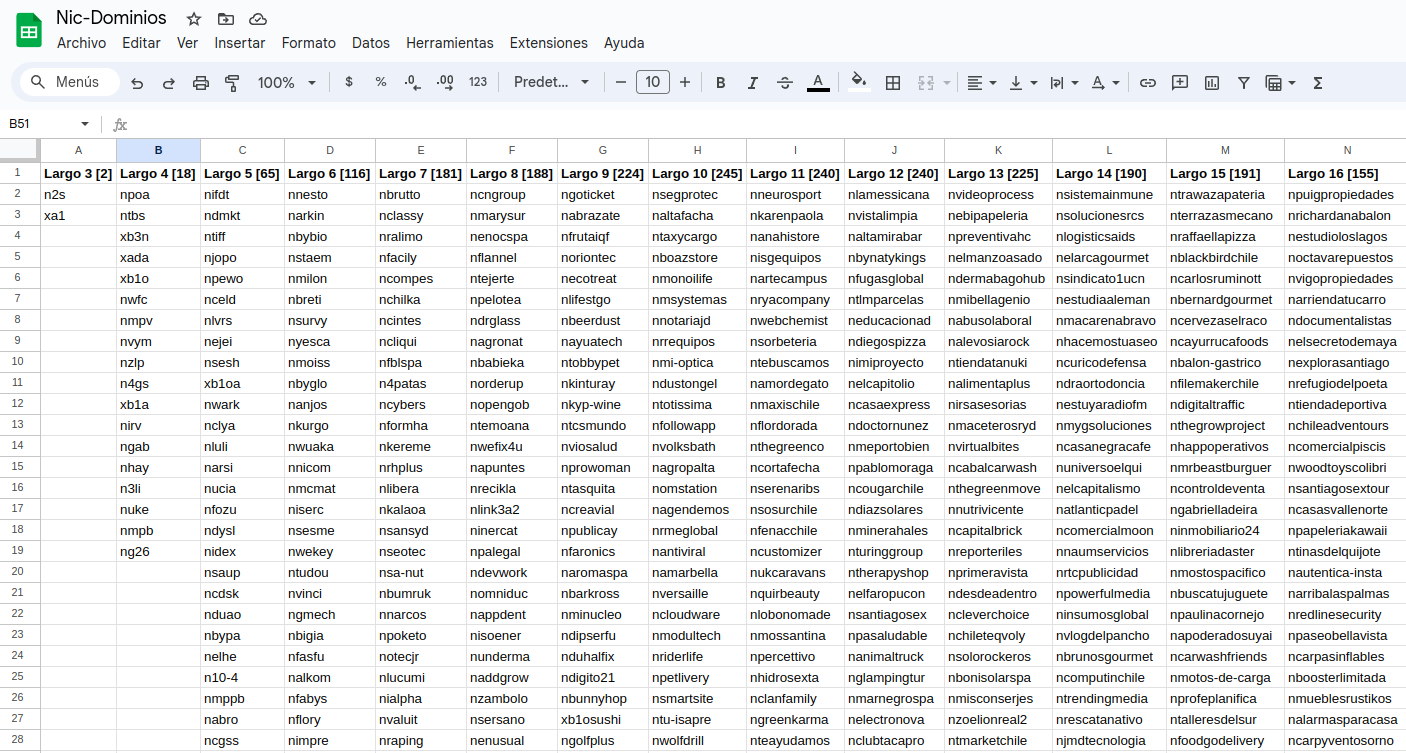 Nic-Dominios
Archivo Editar Ver Insertar Formato Datos Herramientas Extensiones Ayuda
Menús 100% $ % .0 .00 123 Predet... 10 B I A
B51 fx
A B C D E F G H I J K L M N
1 Largo 3 [2] Largo 4 [18] Largo 5 [65] Largo 6 [116] Largo 7 [181] Largo 8 [188] Largo 9 [224] Largo 10 [245] Largo 11 [240] Largo 12 [240] Largo 13 [225] Largo 14 [190] Largo 15 [191] Largo 16 [155]
2 n2s npoa nifdt nnesto nbrutto ncngroup ngoticket nsegprotec nneurosport nlamessicana nvideoprocess nsistemainmune ntrawazapateria npuigpropiedades
3 xa1 ntbs ndmkt narkin nclassy nmarysur nabrazate naltafacha nkarenpaola nvistalimpia nebipapeleria nsolucionesrcs nterrazasmecano nrichardanabalon
4 xb3n ntiff nbybio nralimo nenocspa nfrutaiqf ntaxycargo nanahistore naltamirabar npreventivahc nlogisticsaids nraffaellapizza nestudioloslagos
5 xada njopo nstaem nfacily nflannel noriontec nboazstore nisgequipos nbynatykings nelmanzoasado nelarcagourmet nblackbirdchile noctavarepuestos
6 xb1o npewo nmilon ncompes ntejerte necotreat nmonoilife nartecampus nfugasglobal ndermabagohub nsindicato1ucn ncarlosruminott nvigopropiedades
7 nwfc nceld nbreti nchilka npelotea nlifestgo nmsystemas nryacompany ntlmparcelas nmibellagenio nestudiaaleman nbernardgourmet narriendatucarro
8 nmpv nlvrs nsurvy ncintes ndrglass nbeerdust nnotariajd nwebchemist neducacionad nabusolaboral nmacarenabravo ncervezaselraco ndocumentalistas
9 nvym nejei nyesca ncliqui nagronat nayuatech nrrequipos nsorbeteria ndiegospizza nalevosiarock nhacemostuaseo ncayurrucafoods nelsecretodemaya
10 nzlp nsesh nmoiss nfblspa nbabieka ntobbypet nmi-optica ntebuscamos nimiproyecto ntiendatanuki ncuricodefensa nbalon-gastrico nexplorasantiago
11 n4gs xb1oa nbyglo n4patas norderup nkinturay ndustongel namordegato nelcapitolio nalimentaplus ndraortodoncia nfilemakerchile nrefugiodelpoeta
12 xb1a nwark nanjos ncybers nopengob nkyp-wine ntotissima nmaxischile ncasaexpress nirsasesorias nestuyaradiofm ndigitaltraffic ntiendadeportiva
13 nirv nclya nkurgo nformha ntemoana ntcsmundo nfollowapp nflordorada ndoctornunez nmaceterosryd nmygsoluciones nthegrowproject nchileadventours
14 ngab nluli nwuaka nkereme nwefix4u nviosalud nvolksbath nthegreenco nmeportobien nvirtualbites ncasanegracafe nhappoperativos ncomercialpiscis
15 nhay narsi nnicom nrhplus napuntes nprowoman nagropalta ncortafecha npablomoraga ncabalcarwash nuniversoelqui nmrbeastburguer nwoodtoyscolibri
16 n3li nucia nmcmat nlibera nrecikla ntasquita nomstation nserenaribs ncougarchile nthegreenmove nelcapitalismo ncontroldeventa nsantiagosextour
17 nuke nfozu niserc nkalaoa nlink3a2 ncreavial nagendemos nsosurchile ndiazsolares nnutrivicente natlanticpadel ngabrielladeira ncasasvallenorte
18 nmpb ndysl nsesme nsansyd ninercat npublicay nrmeglobal nfenacchile nminerahales ncapitalbrick ncomercialmoon ninmobiliario24 npapeleriakawaii
19 ng26 nidex nwekey nseotec npalegal nfaronics nantiviral ncustomizer nturinggroup nreporteriles nnaumservicios nlibreriadaster ntinasdelquijote
20 nsaup ntudou nsa-nut ndevwork naromaspa namarbella nukcaravans ntherapyshop nprimeravista nrtcpublicidad nmostospacifico nautentica-insta
21 ncdsk nvinci nbumruk nomniduc nbarkross nversaille nquirbeauty nelfaropucon ndesdeadentro npowerfulmedia nbuscatujuguete narribalaspalmas
22 nduao ngmech nnarcos nappdent nminucleo ncloudware nlobonomade nsantiagosex ncleverchoice ninsumosglobal npaulinacornejo nredlinesecurity
23 nbypa nbigia npoketo nisoener ndipserfu nmodultech nmossantina npasaludable nchileteqvoly nvlogdelpancho napoderadosuyai npaseobellavista
24 nelhe nfasfu notecjr nunderma nduhalfix nriderlife npercettivo nanimaltruck nsolorockeros nbrunosgourmet ncarwashfriends ncarpasinflables
25 n10-4 nalkom nlucumi naddgrow ndigito21 npetlivery nhidrosexta nglampingtur nbonisolarspa ncomputinchile nmotos-de-carga nboosterlimitada
26 nmppb nfabys nialpha nzambolo nbunnyhop nsmartsite nclanfamily nmarnegrospa nmisconserjes ntrendingmedia nprofeplanifica nmueblesrustikos
27 nabro nflory nvaluit nsersano xb1osushi ntu-isapre ngreenkarma nelectronova nzoelionreal2 nrescatanativo ntalleresdelsur nalarmasparacasa
28 ncgss nimpre nraping nenusual ngolfplus nwolfdrill nteayudamos nclubtacapro ntmarketchile njmdtecnologia nfoodgodelivery ncarpyventosorno